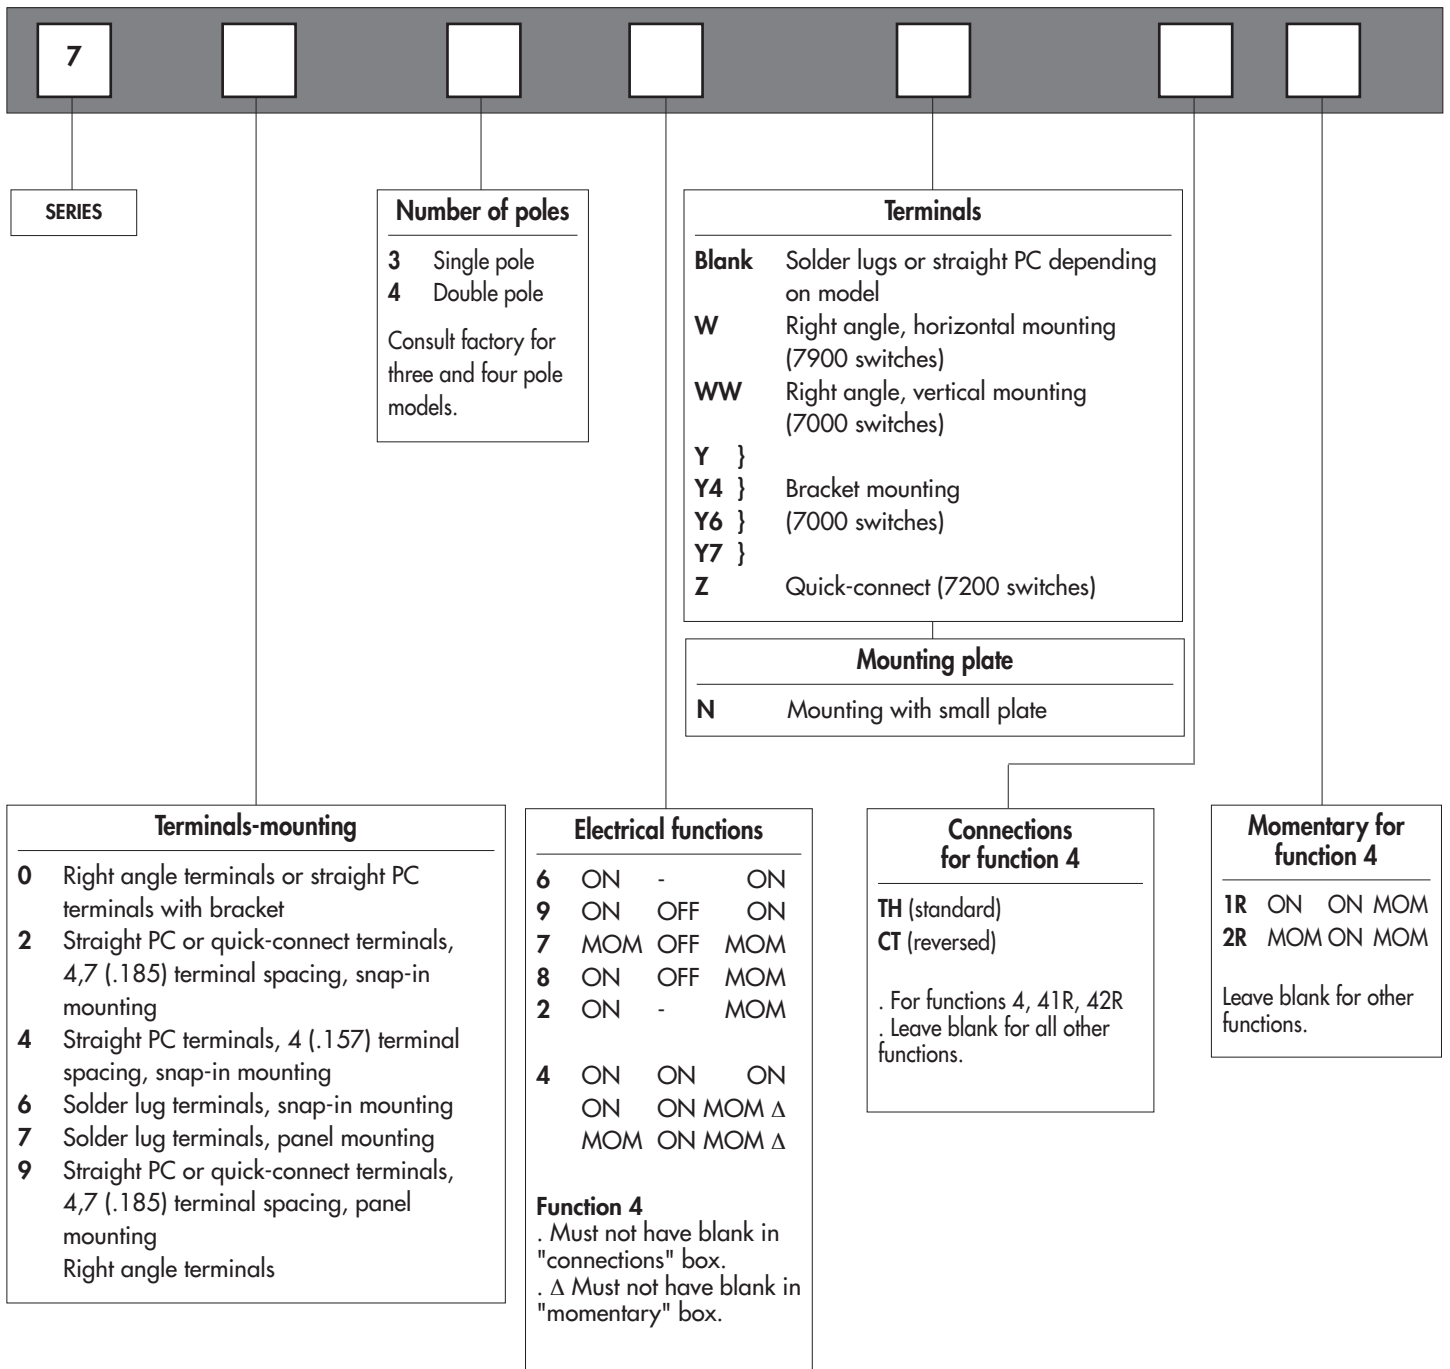 7
SERIES
Number of poles
3 Single pole
4 Double pole
Consult factory for
three and four pole
models.
Terminals
Blank Solder lugs or straight PC depending
on model
W Right angle, horizontal mounting
(7900 switches)
WW Right angle, vertical mounting
(7000 switches)
Y }
Y4 } Bracket mounting
Y6 } (7000 switches)
Y7 }
Z Quick-connect (7200 switches)
Mounting plate
N Mounting with small plate
Terminals-mounting
0 Right angle terminals or straight PC
terminals with bracket
2 Straight PC or quick-connect terminals,
4,7 (.185) terminal spacing, snap-in
mounting
4 Straight PC terminals, 4 (.157) terminal
spacing, snap-in mounting
6 Solder lug terminals, snap-in mounting
7 Solder lug terminals, panel mounting
9 Straight PC or quick-connect terminals,
4,7 (.185) terminal spacing, panel
mounting
Right angle terminals
Electrical functions
6 ON - ON
9 ON OFF ON
7 MOM OFF MOM
8 ON OFF MOM
2 ON - MOM
4 ON ON ON
ON ON MOM Δ
MOM ON MOM Δ
Function 4
. Must not have blank in
"connections" box.
. Δ Must not have blank in
"momentary" box.
Connections
for function 4
TH (standard)
CT (reversed)
. For functions 4, 41R, 42R
. Leave blank for all other
functions.
Momentary for
function 4
1R ON ON MOM
2R MOM ON MOM
Leave blank for other
functions.